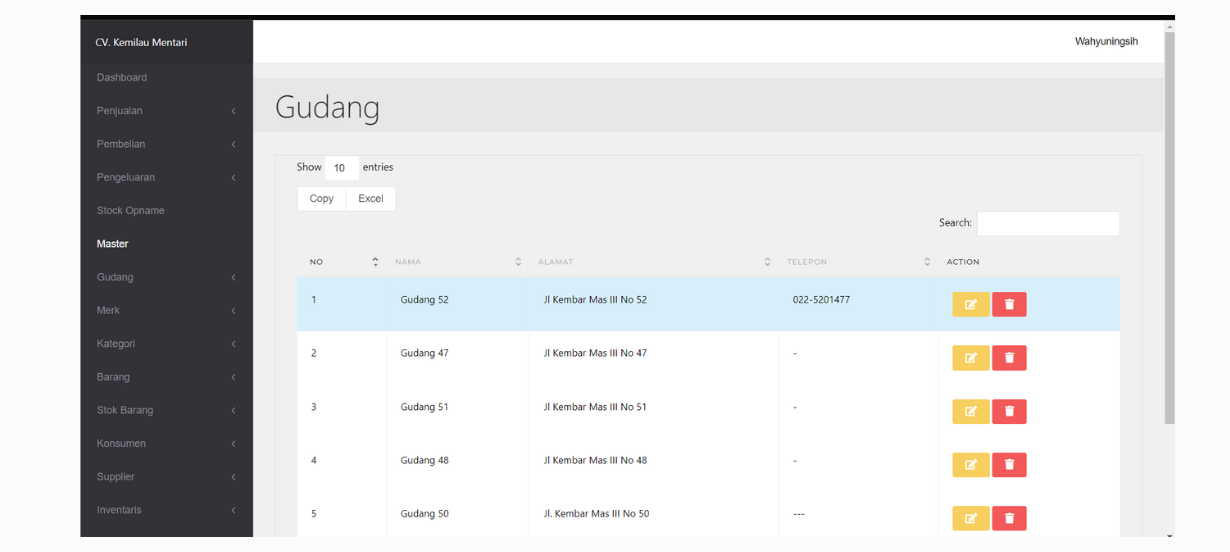 CV. Kemilau Mentari
Wahyuningsih
Dashboard
Penjualan
Pembelian
Pengeluaran
Stock Opname
Master
Gudang
Merk
Kategori
Barang
Stok Barang
Konsumen
Supplier
Inventaris
Gudang
Show 10 entries
Copy Excel
Search:
NO NAMA ALAMAT TELEPON ACTION
1 Gudang 52 Jl Kembar Mas III No 52 022-5201477
2 Gudang 47 Jl Kembar Mas III No 47 -
3 Gudang 51 Jl Kembar Mas III No 51 -
4 Gudang 48 Jl Kembar Mas III No 48 -
5 Gudang 50 Jl. Kembar Mas III No 50 ---